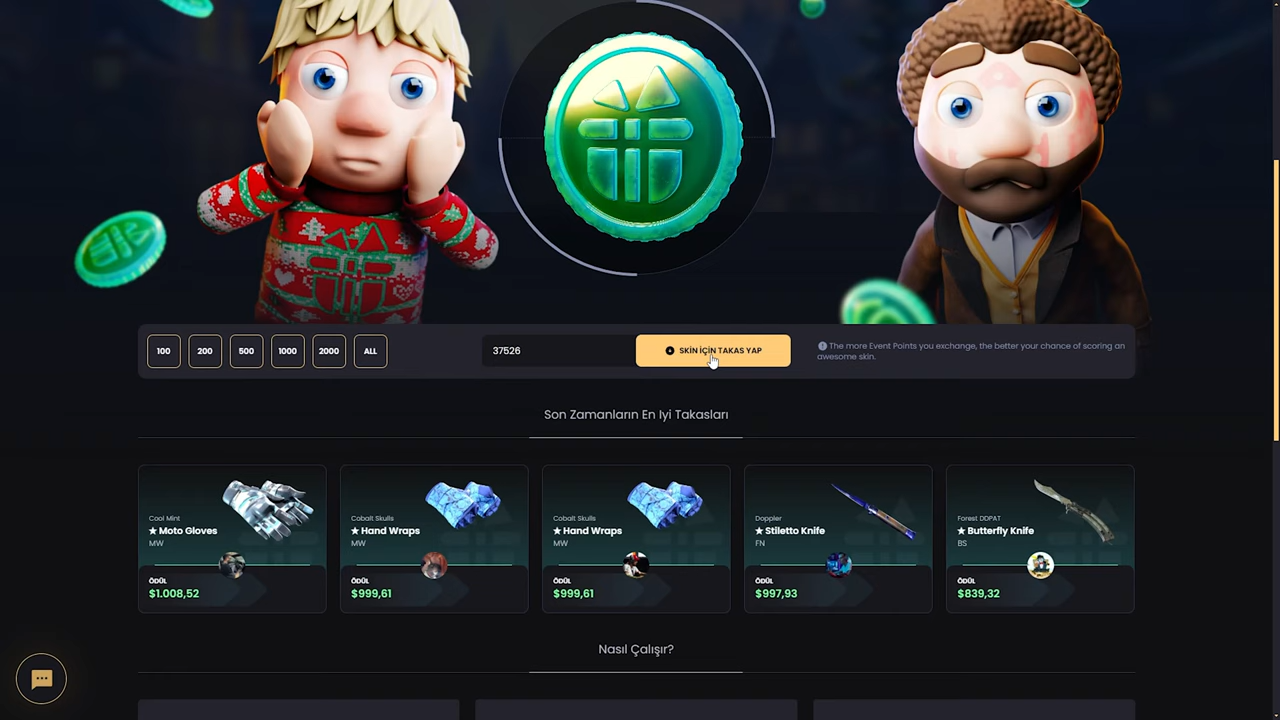 100
200
500
1000
2000
ALL
37526
SKİN İÇİN TAKAS YAP
The more Event Points you exchange, the better your chance of scoring an
awesome skin.
Son Zamanların En Iyi Takasları
Cool Mint
★ Moto Gloves
MW
ÖDÜL
$1.008,52
Cobalt Skulls
★ Hand Wraps
MW
ÖDÜL
$999,61
Cobalt Skulls
★ Hand Wraps
MW
ÖDÜL
$999,61
Doppler
★ Stiletto Knife
FN
ÖDÜL
$997,93
Forest DDPAT
★ Butterfly Knife
BS
ÖDÜL
$839,32
Nasıl Çalışır?